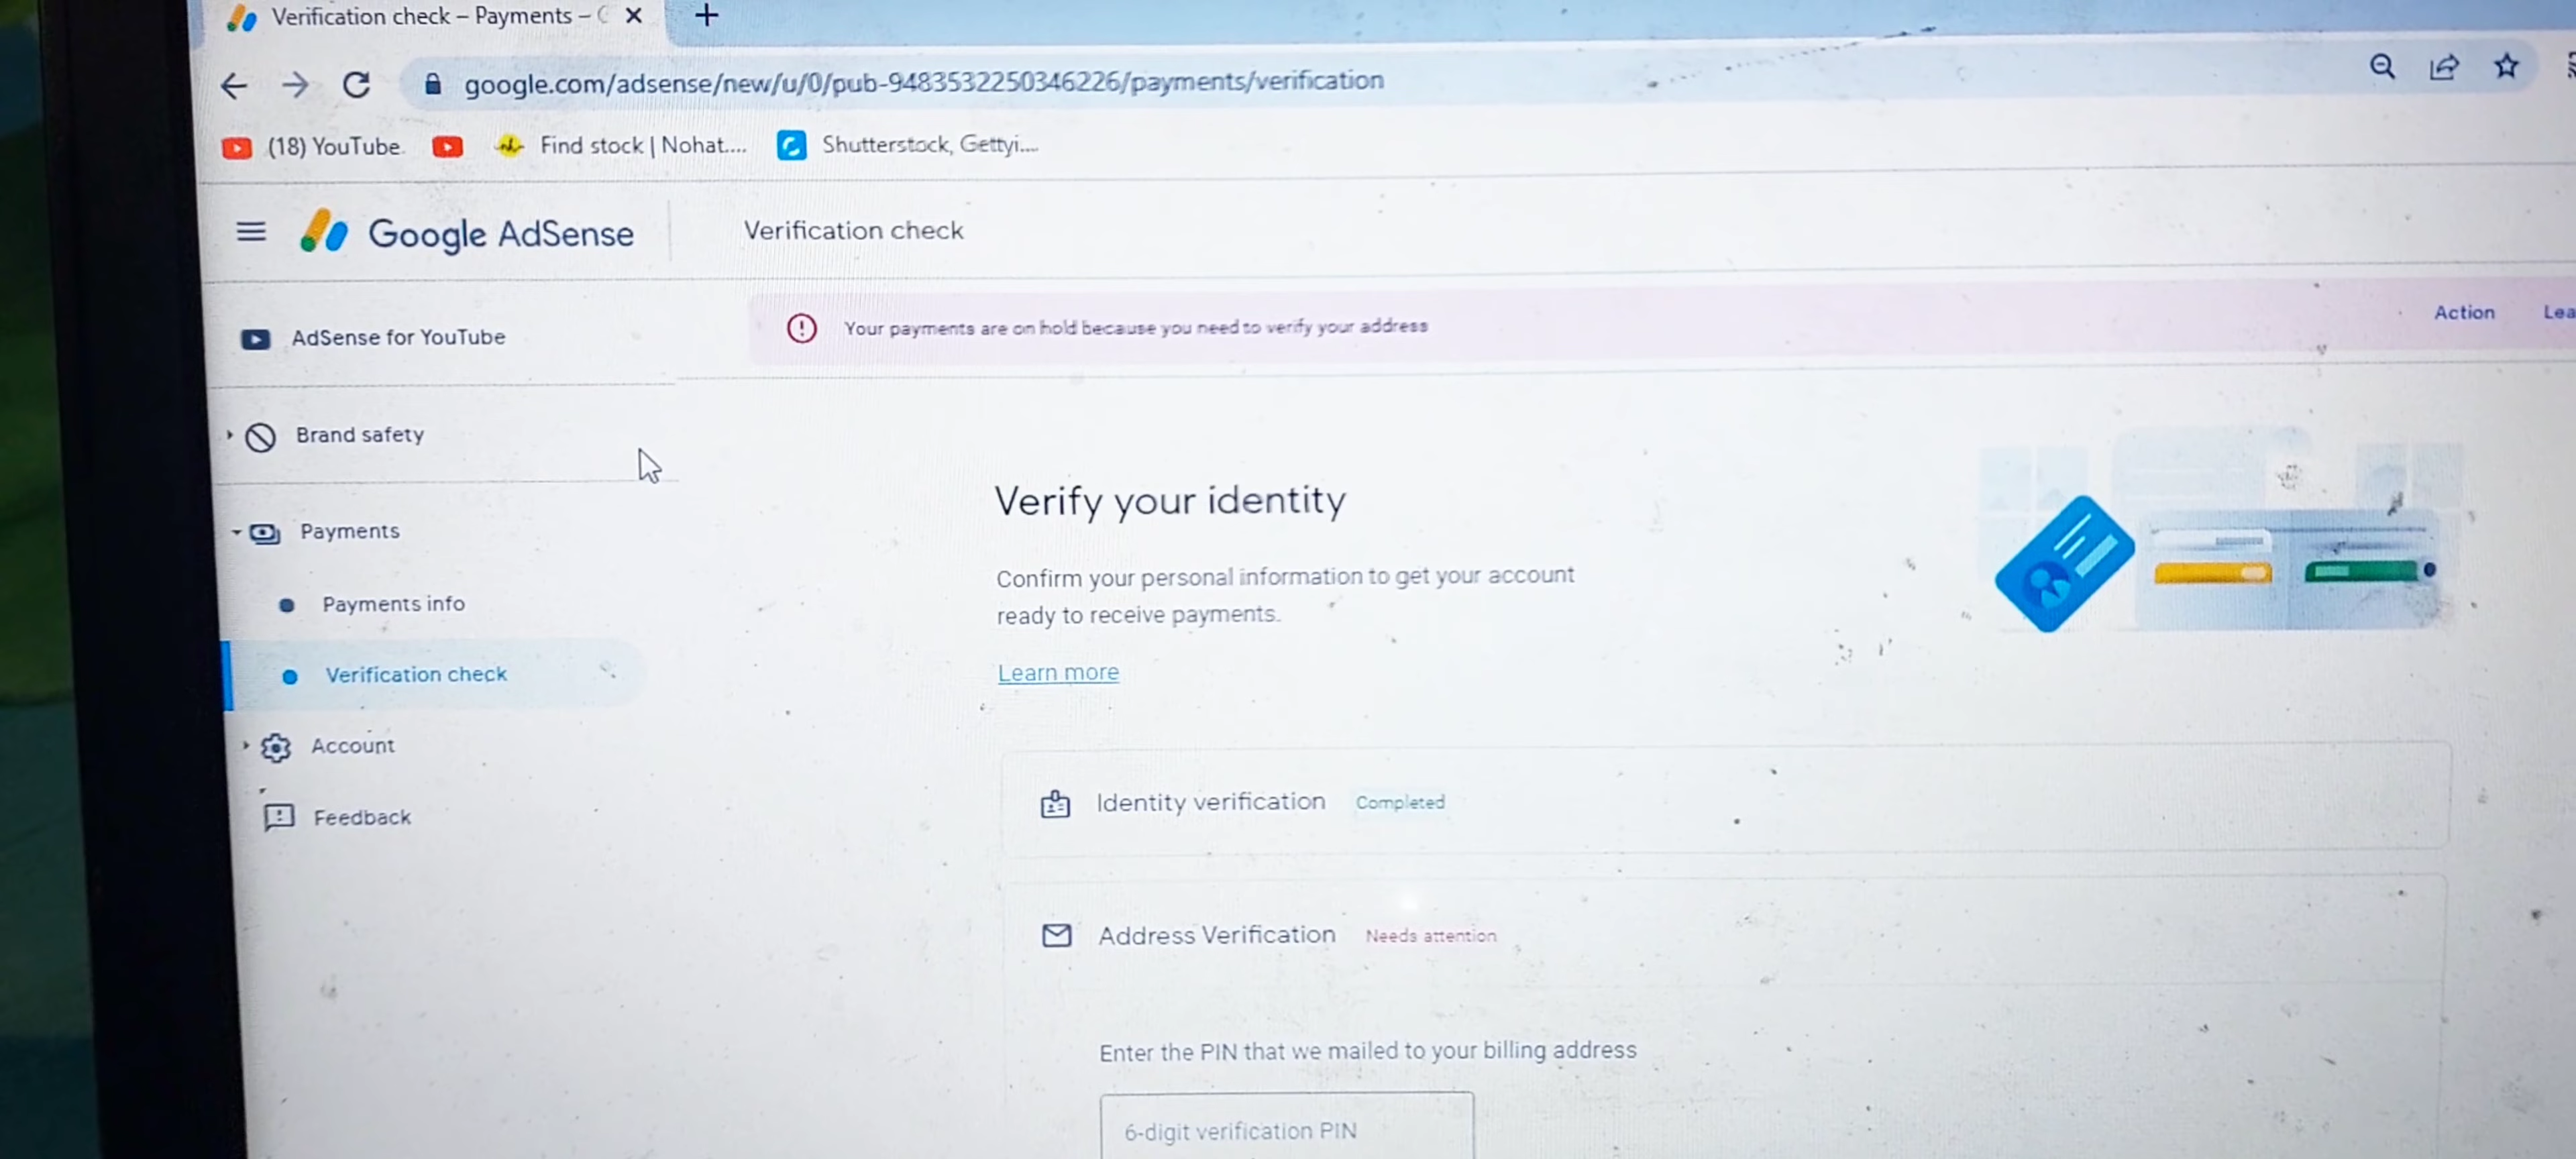 Verification check – Payments –
google.com/adsense/new/u/0/pub-9483532250346226/payments/verification
(18) YouTube
Find stock | Nohat....
Shutterstock, Gettyi....
Google AdSense
Verification check
AdSense for YouTube
Your payments are on hold because you need to verify your address
Action
Lea
Brand safety
Verify your identity
Payments
Confirm your personal information to get your account
ready to receive payments.
Payments info
Learn more
Verification check
Account
Identity verification
Completed
Feedback
Address Verification
Needs attention
Enter the PIN that we mailed to your billing address
6-digit verification PIN